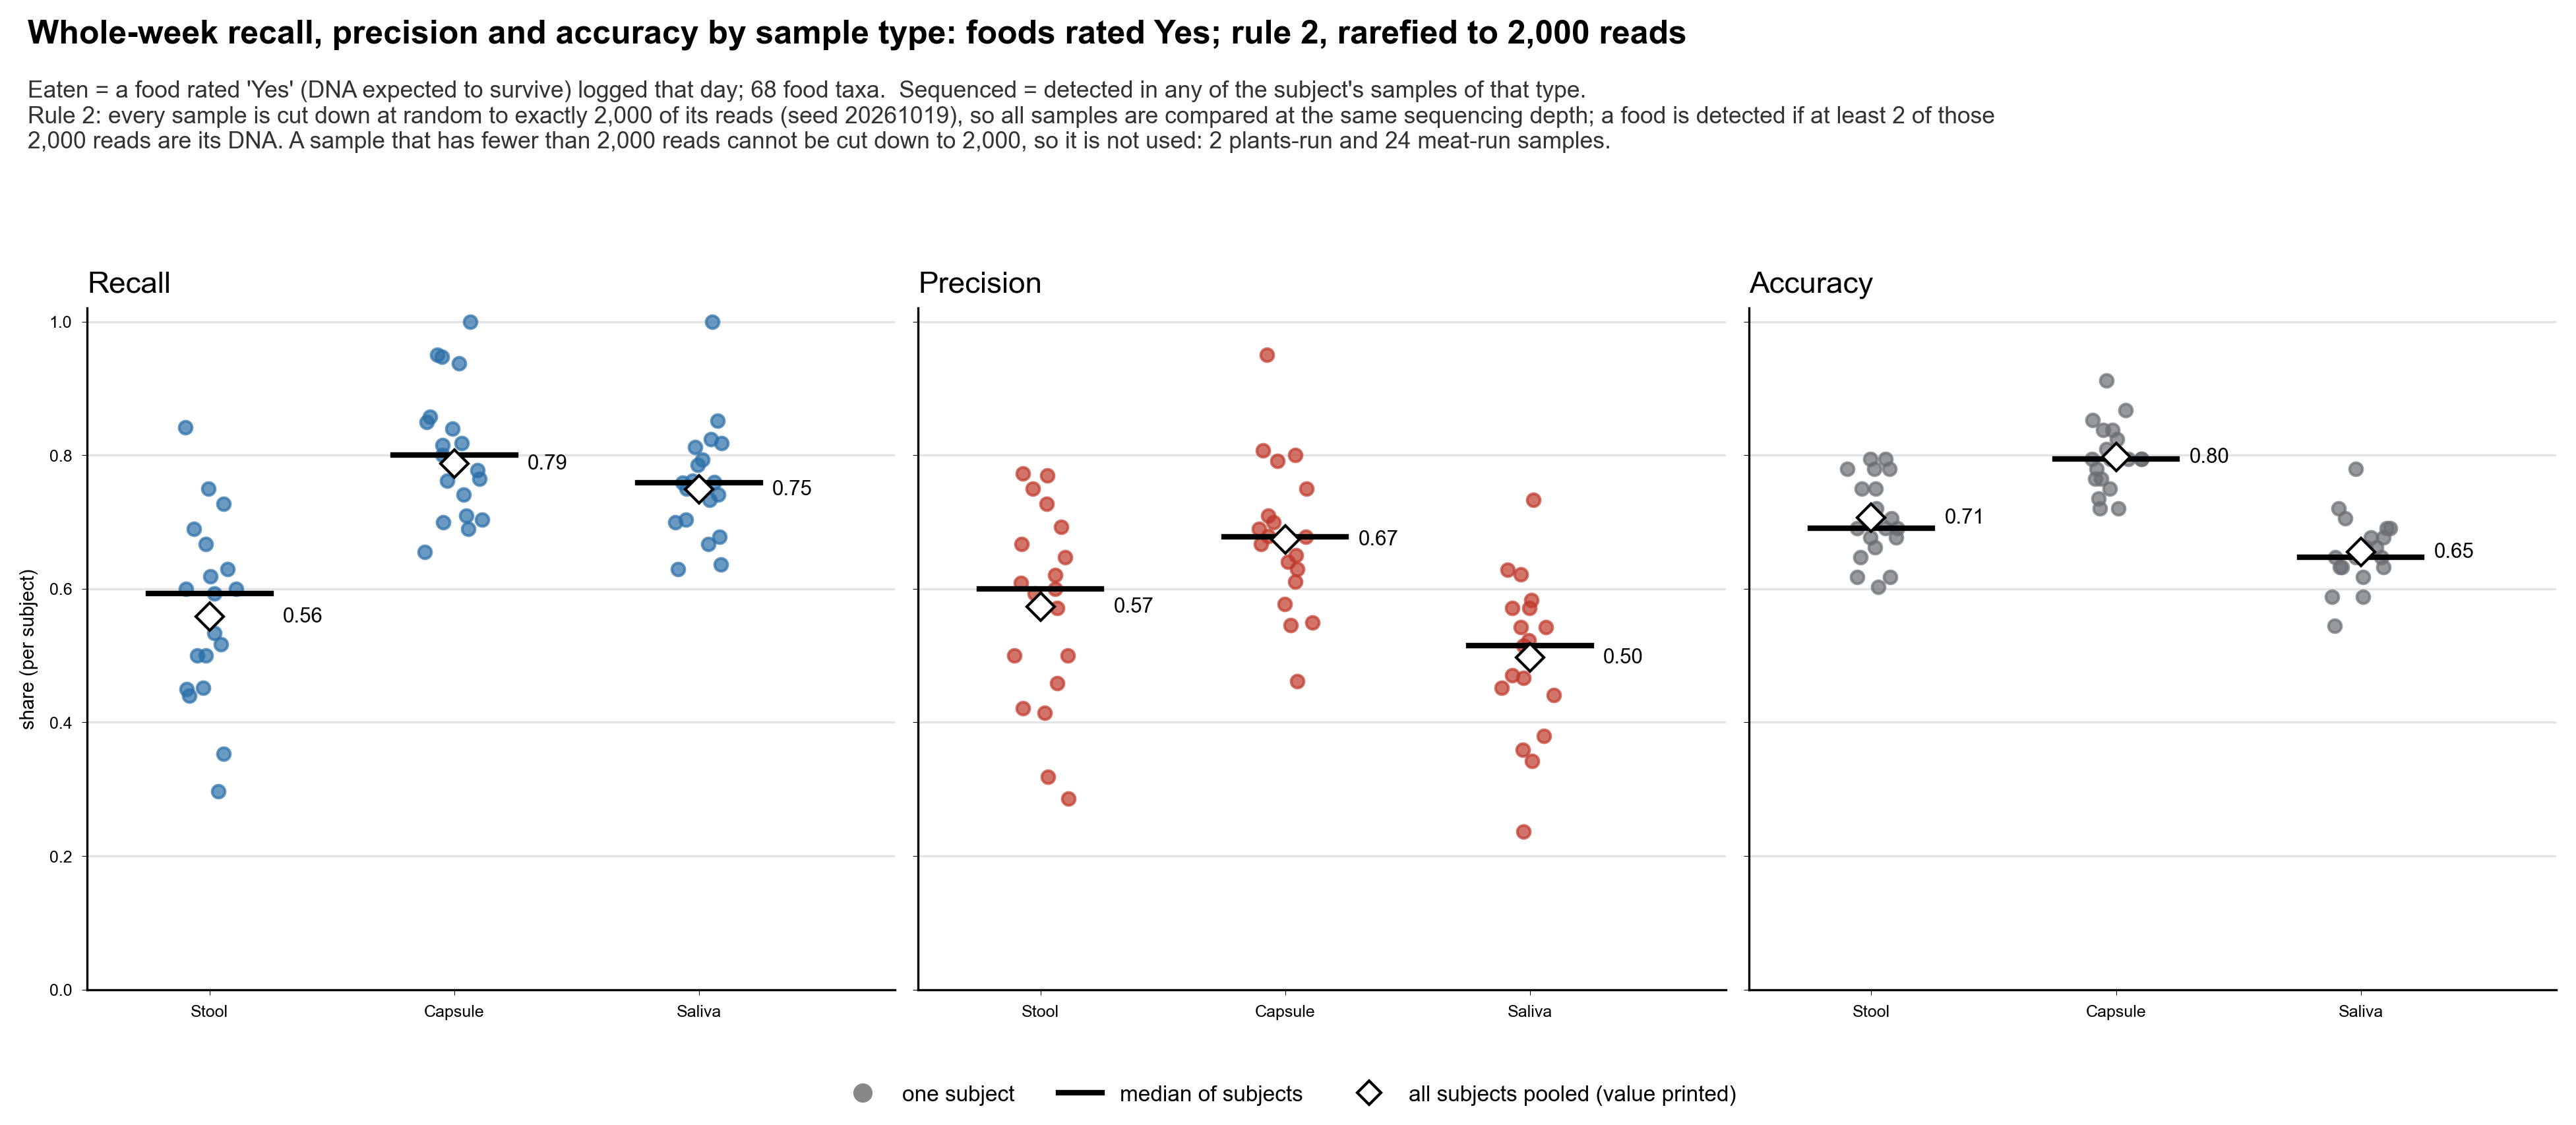 Whole-week recall, precision and accuracy by sample type: foods rated Yes; rule 2, rarefied to 2,000 reads
Eaten = a food rated 'Yes' (DNA expected to survive) logged that day; 68 food taxa.  Sequenced = detected in any of the subject's samples of that type.
Rule 2: every sample is cut down at random to exactly 2,000 of its reads (seed 20261019), so all samples are compared at the same sequencing depth; a food is detected if at least 2 of those
2,000 reads are its DNA. A sample that has fewer than 2,000 reads cannot be cut down to 2,000, so it is not used: 2 plants-run and 24 meat-run samples.
Recall
share (per subject)
1.0
0.8
0.6
0.4
0.2
0.0
0.56
0.79
0.75
Stool
Capsule
Saliva
Precision
0.57
0.67
0.50
Stool
Capsule
Saliva
Accuracy
0.71
0.80
0.65
Stool
Capsule
Saliva
one subject
median of subjects
all subjects pooled (value printed)